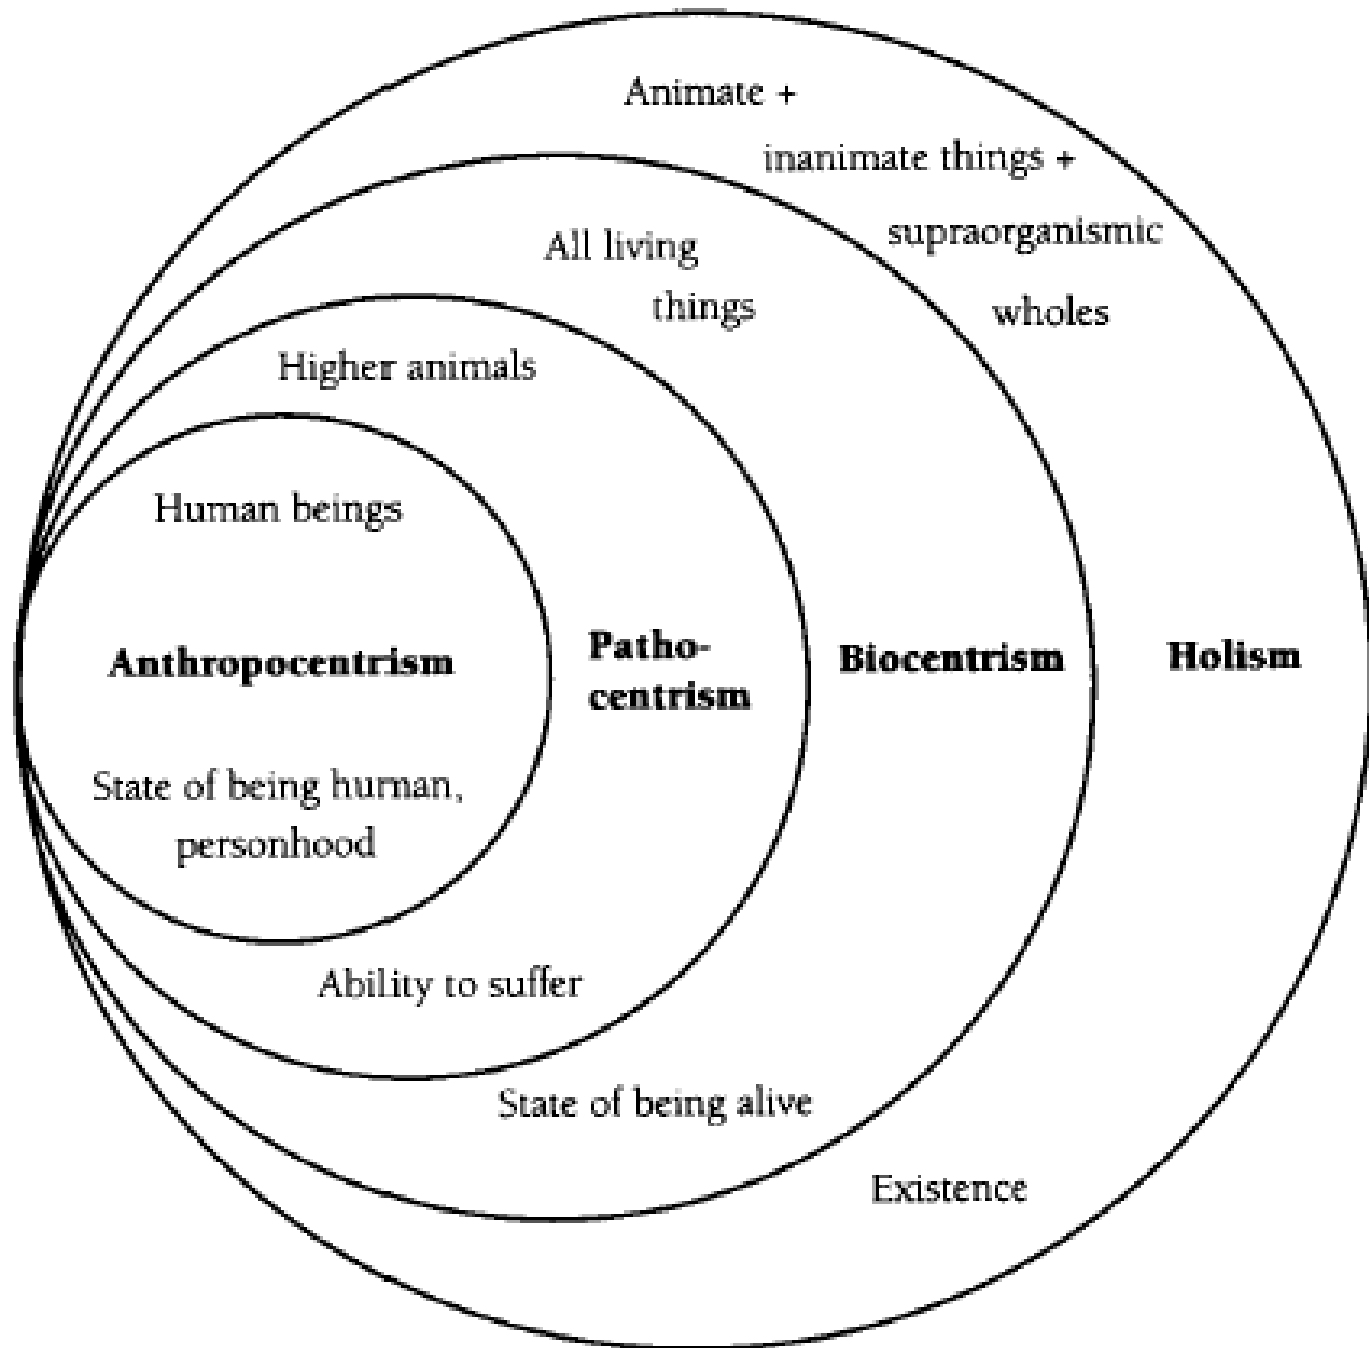 Animate +
inanimate things +
supraorganismic
wholes
All living
things
Higher animals
Human beings
Anthropocentrism
Patho-
centrism
Biocentrism
Holism
State of being human,
personhood
Ability to suffer
State of being alive
Existence